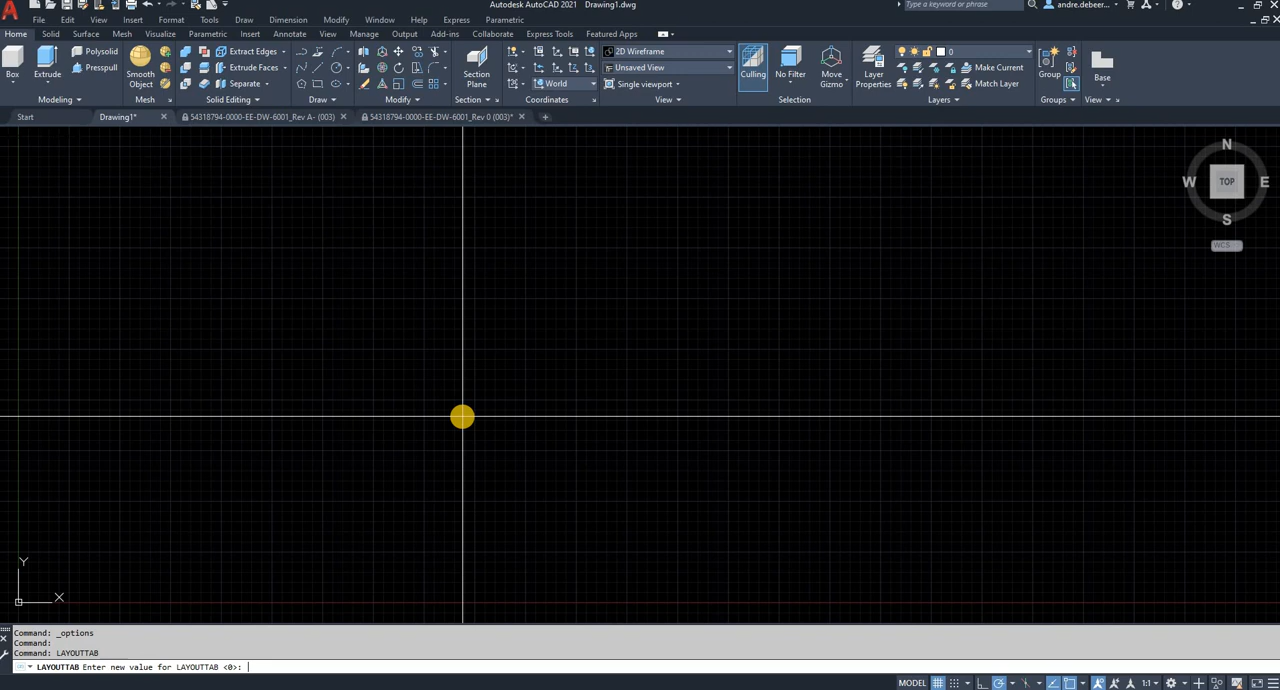 Autodesk AutoCAD 2021 Drawing1.dwg
Type a keyword or phrase
andre.debeer...
File Edit View Insert Format Tools Draw Dimension Modify Window Help Express Parametric
Home Solid Surface Mesh Visualize Parametric Insert Annotate View Manage Output Add-ins Collaborate Express Tools Featured Apps
Box
Extrude
Polysolid
Presspull
Modeling
Smooth Object
Mesh
Extract Edges
Extrude Faces
Separate
Solid Editing
Draw
Modify
Section Plane
Section
World
Coordinates
2D Wireframe
Unsaved View
Single viewport
View
Culling
No Filter
Move Gizmo
Selection
Layer Properties
0
Make Current
Match Layer
Layers
Group
Groups
Base
View
Start
Drawing1*
54318794-0000-EE-DW-6001_Rev A- (003)
54318794-0000-EE-DW-6001_Rev 0 (003)*
N
W TOP E
S
WCS
Y
X
Command: _options
Command:
Command: LAYOUTTAB
LAYOUTTAB Enter new value for LAYOUTTAB <0>:
MODEL
1:1